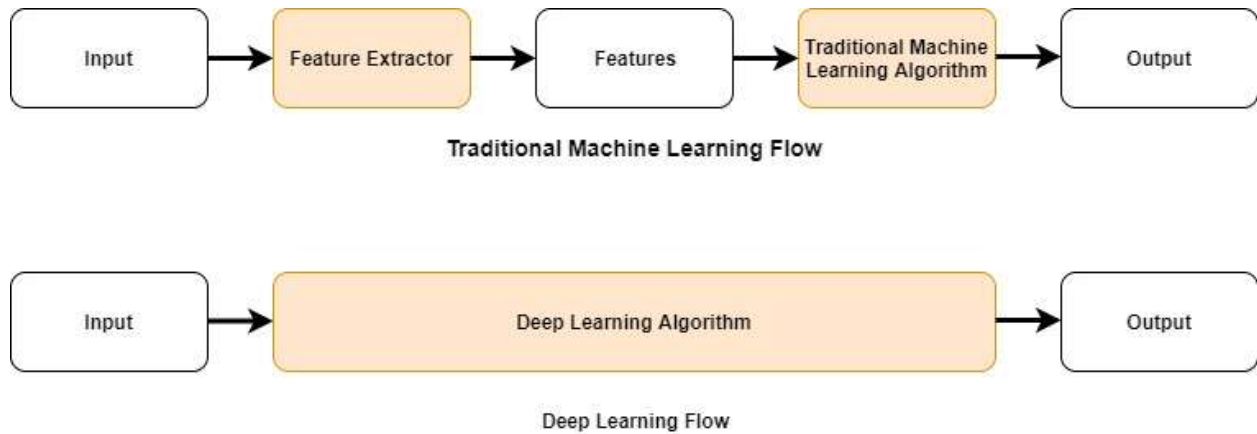 Input
Feature Extractor
Features
Traditional Machine
Learning Algorithm
Output
Traditional Machine Learning Flow
Input
Deep Learning Algorithm
Output
Deep Learning Flow